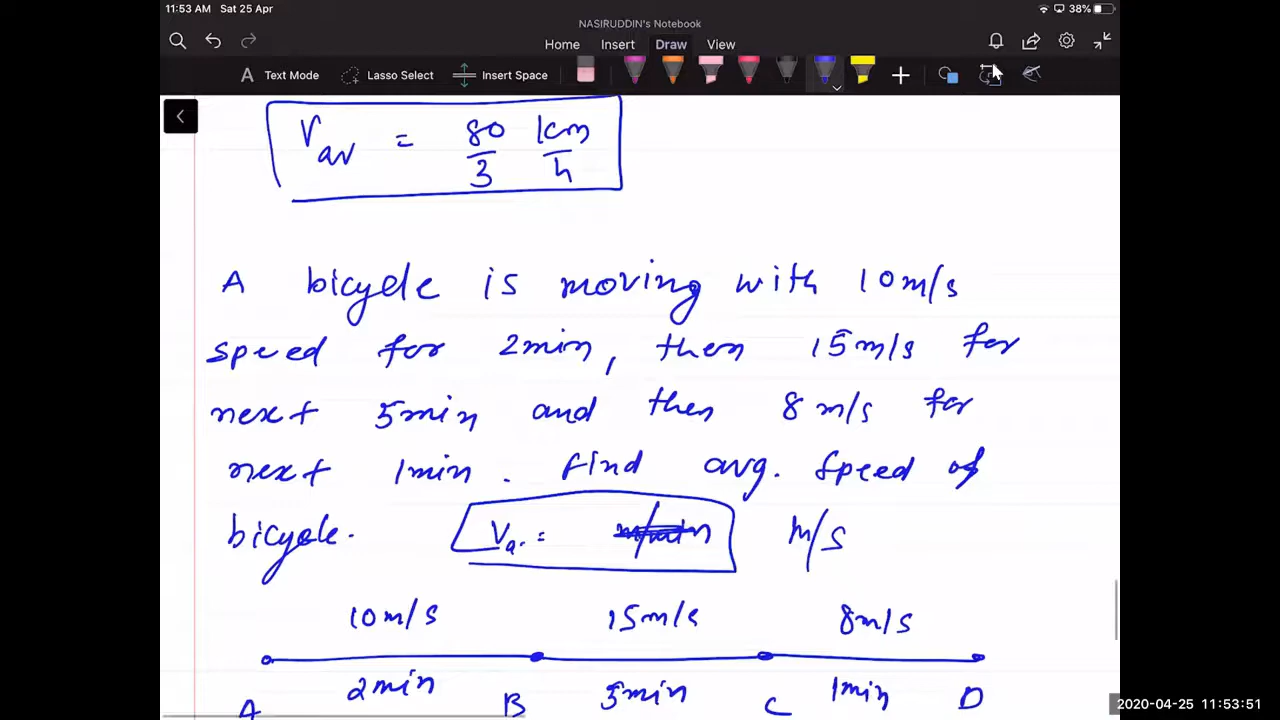 11:53 AM Sat 25 Apr
38%
NASIRUDDIN's Notebook
Home Insert Draw View
Text Mode Lasso Select Insert Space
Vav = 80/3 km/h
A bicycle is moving with 10m/s
speed for 2min, then 15m/s for
next 5min and then 8 m/s for
next 1min. Find avg. speed of
bicycle. Va. = m/s
10m/s 15m/s 8m/s
2min 5min 1min
A B C D
2020-04-25 11:53:51